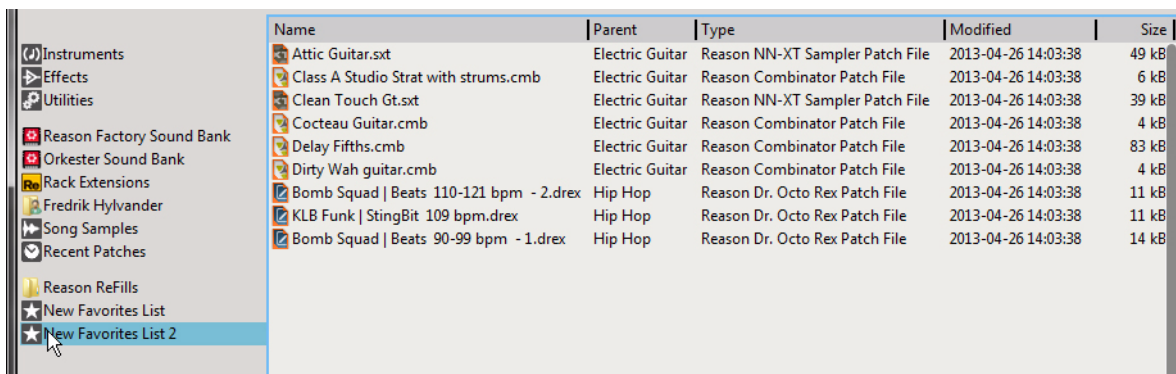 Name Parent Type Modified Size
Instruments
Effects
Utilities
Reason Factory Sound Bank
Orkester Sound Bank
Re Rack Extensions
Fredrik Hylvander
Song Samples
Recent Patches
Reason ReFills
New Favorites List
New Favorites List 2
Attic Guitar.sxt Electric Guitar Reason NN-XT Sampler Patch File 2013-04-26 14:03:38 49 kB
Class A Studio Strat with strums.cmb Electric Guitar Reason Combinator Patch File 2013-04-26 14:03:38 6 kB
Clean Touch Gt.sxt Electric Guitar Reason NN-XT Sampler Patch File 2013-04-26 14:03:38 39 kB
Cocteau Guitar.cmb Electric Guitar Reason Combinator Patch File 2013-04-26 14:03:38 4 kB
Delay Fifths.cmb Electric Guitar Reason Combinator Patch File 2013-04-26 14:03:38 83 kB
Dirty Wah guitar.cmb Electric Guitar Reason Combinator Patch File 2013-04-26 14:03:38 4 kB
Bomb Squad | Beats 110-121 bpm - 2.drex Hip Hop Reason Dr. Octo Rex Patch File 2013-04-26 14:03:38 11 kB
KLB Funk | StingBit 109 bpm.drex Hip Hop Reason Dr. Octo Rex Patch File 2013-04-26 14:03:38 11 kB
Bomb Squad | Beats 90-99 bpm - 1.drex Hip Hop Reason Dr. Octo Rex Patch File 2013-04-26 14:03:38 14 kB